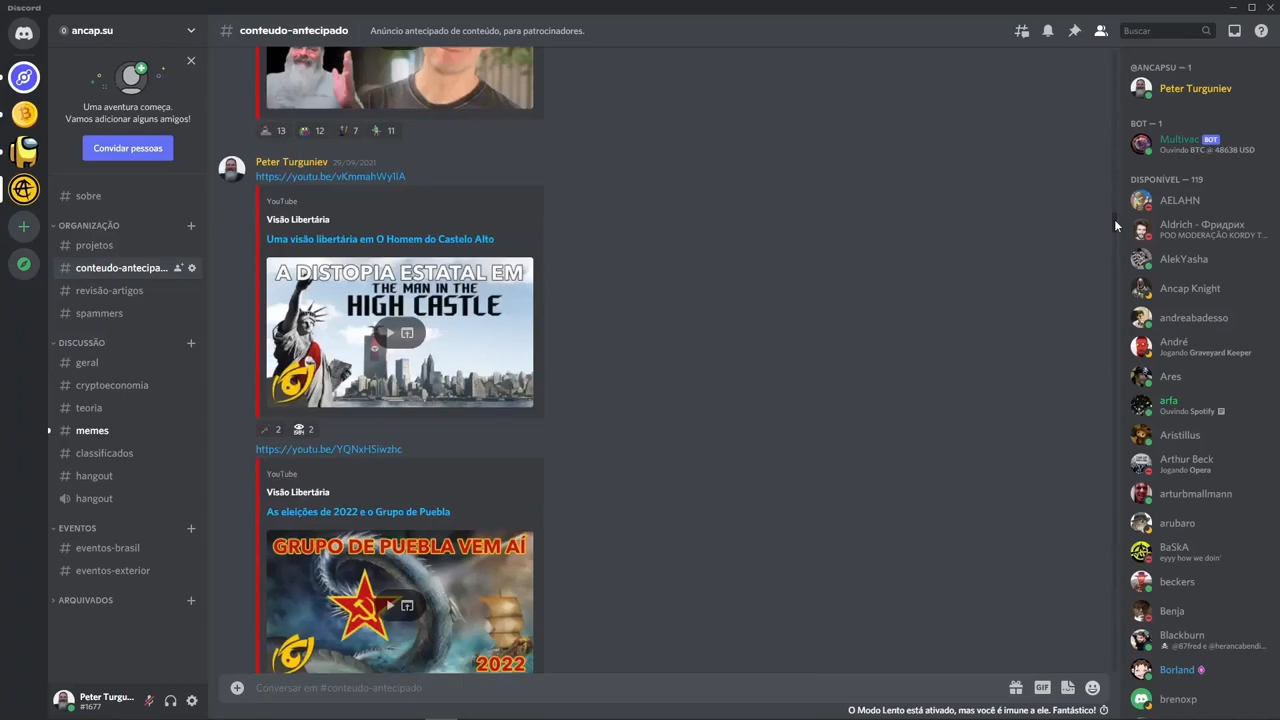 Discord
ancap.su
Uma aventura começa.
Vamos adicionar alguns amigos!
Convidar pessoas
sobre
ORGANIZAÇÃO
projetos
conteudo-antecipa...
revisão-artigos
spammers
DISCUSSÃO
geral
cryptoeconomia
teoria
memes
classificados
hangout
hangout
EVENTOS
eventos-brasil
eventos-exterior
ARQUIVADOS
Peter Turgu...
#1677
conteudo-antecipado
Anúncio antecipado de conteúdo, para patrocinadores.
Buscar
13 12 7 11
Peter Turguniev 29/09/2021
YouTube
Visão Libertária
Uma visão libertária em O Homem do Castelo Alto
A DISTOPIA ESTATAL EM
THE MAN IN THE
HIGH CASTLE
2 2
https://youtu.be/YQNxHSiwzhc
YouTube
Visão Libertária
As eleições de 2022 e o Grupo de Puebla
GRUPO DE PUEBLA VEM AÍ
2022
Conversar em #conteudo-antecipado
GIF
O Modo Lento está ativado, mas você é imune a ele. Fantástico!
@ANCAPSU — 1
Peter Turguniev
BOT — 1
Multivac BOT
Ouvindo BTC @ 48638 USD
DISPONÍVEL — 119
AELAHN
Aldrich - Фридрих
POO MODERAÇÃO KORDY T...
AlekYasha
Ancap Knight
andreabadesso
André
Jogando Graveyard Keeper
Ares
arfa
Ouvindo Spotify
Aristillus
Arthur Beck
Jogando Opera
arturbmallmann
arubaro
BaSkA
eyyy how we doin'
beckers
Benja
Blackburn
@87fred e @herancabendi...
Borland
brenoxp